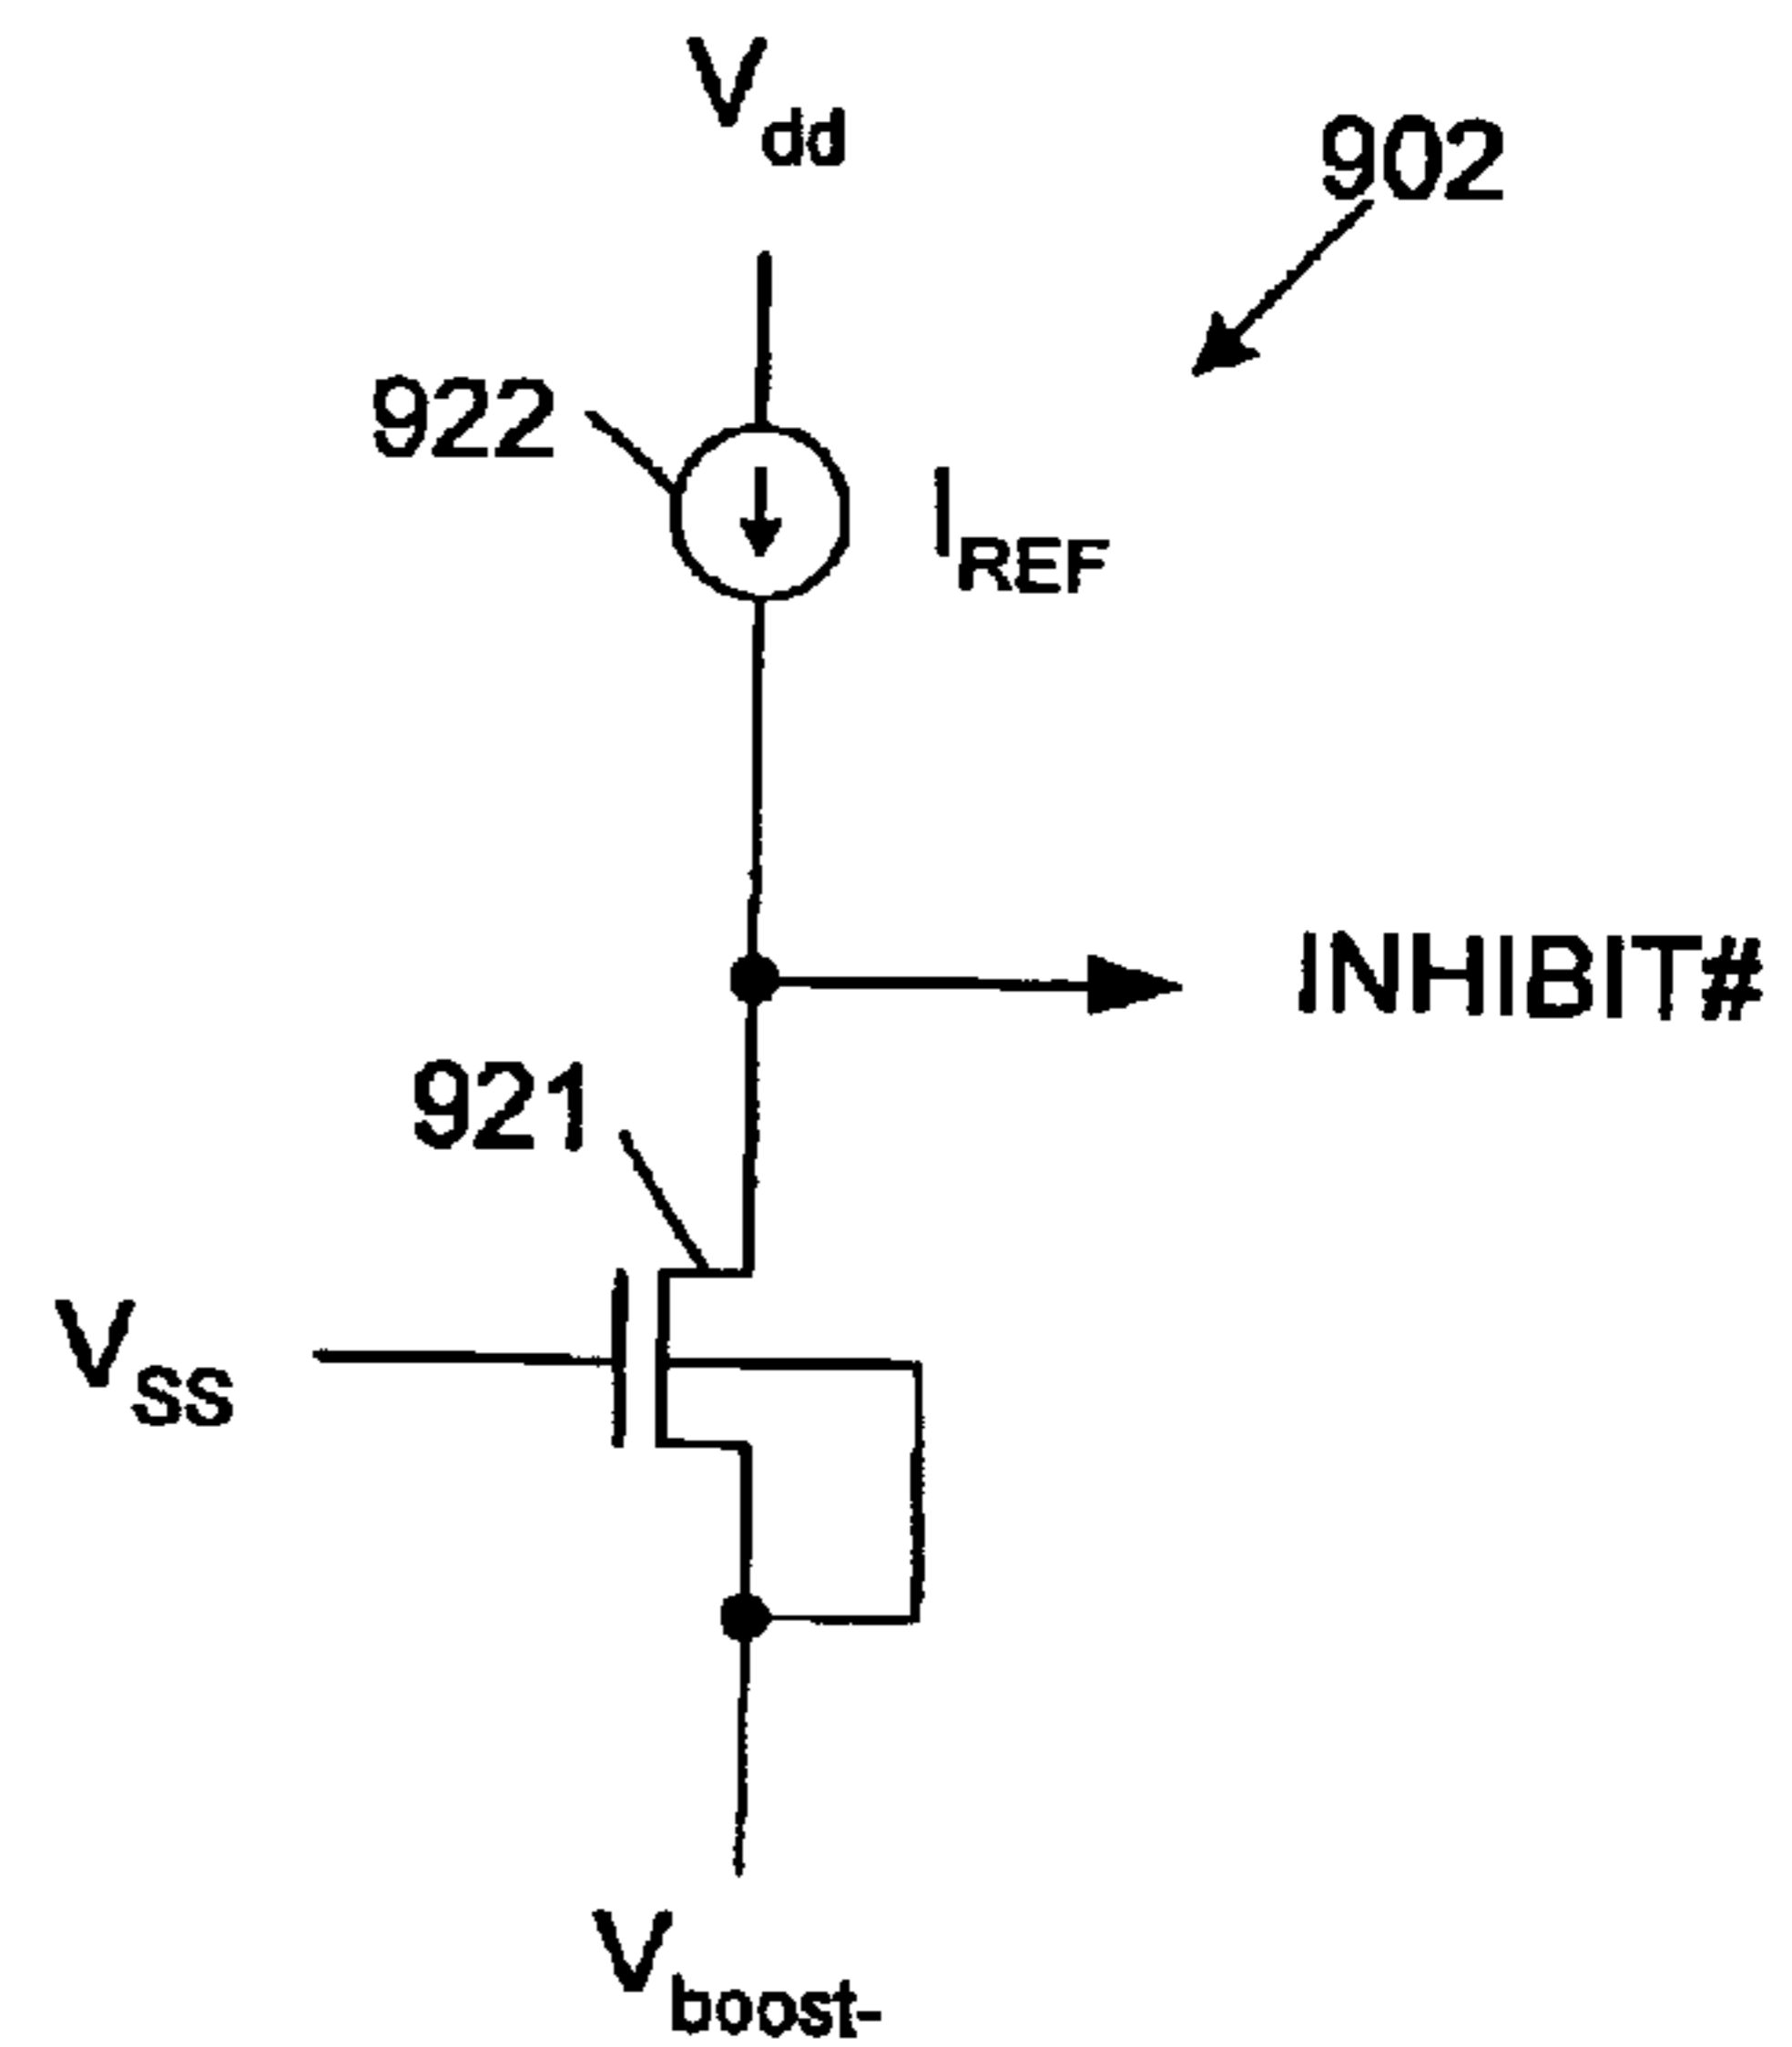 Vdd
902
922
IREF
INHIBIT#
921
VSS
Vboost-